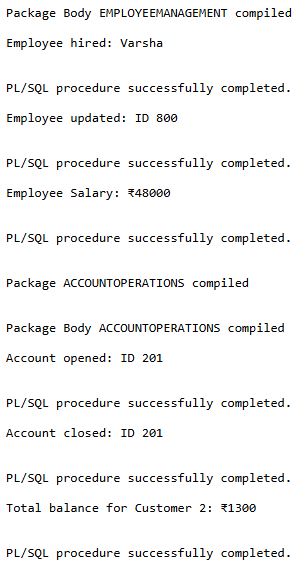 Package Body EMPLOYEEMANAGEMENT compiled
Employee hired: Varsha
PL/SQL procedure successfully completed.
Employee updated: ID 800
PL/SQL procedure successfully completed.
Employee Salary: ₹48000
PL/SQL procedure successfully completed.
Package ACCOUNTOPERATIONS compiled
Package Body ACCOUNTOPERATIONS compiled
Account opened: ID 201
PL/SQL procedure successfully completed.
Account closed: ID 201
PL/SQL procedure successfully completed.
Total balance for Customer 2: ₹1300
PL/SQL procedure successfully completed.